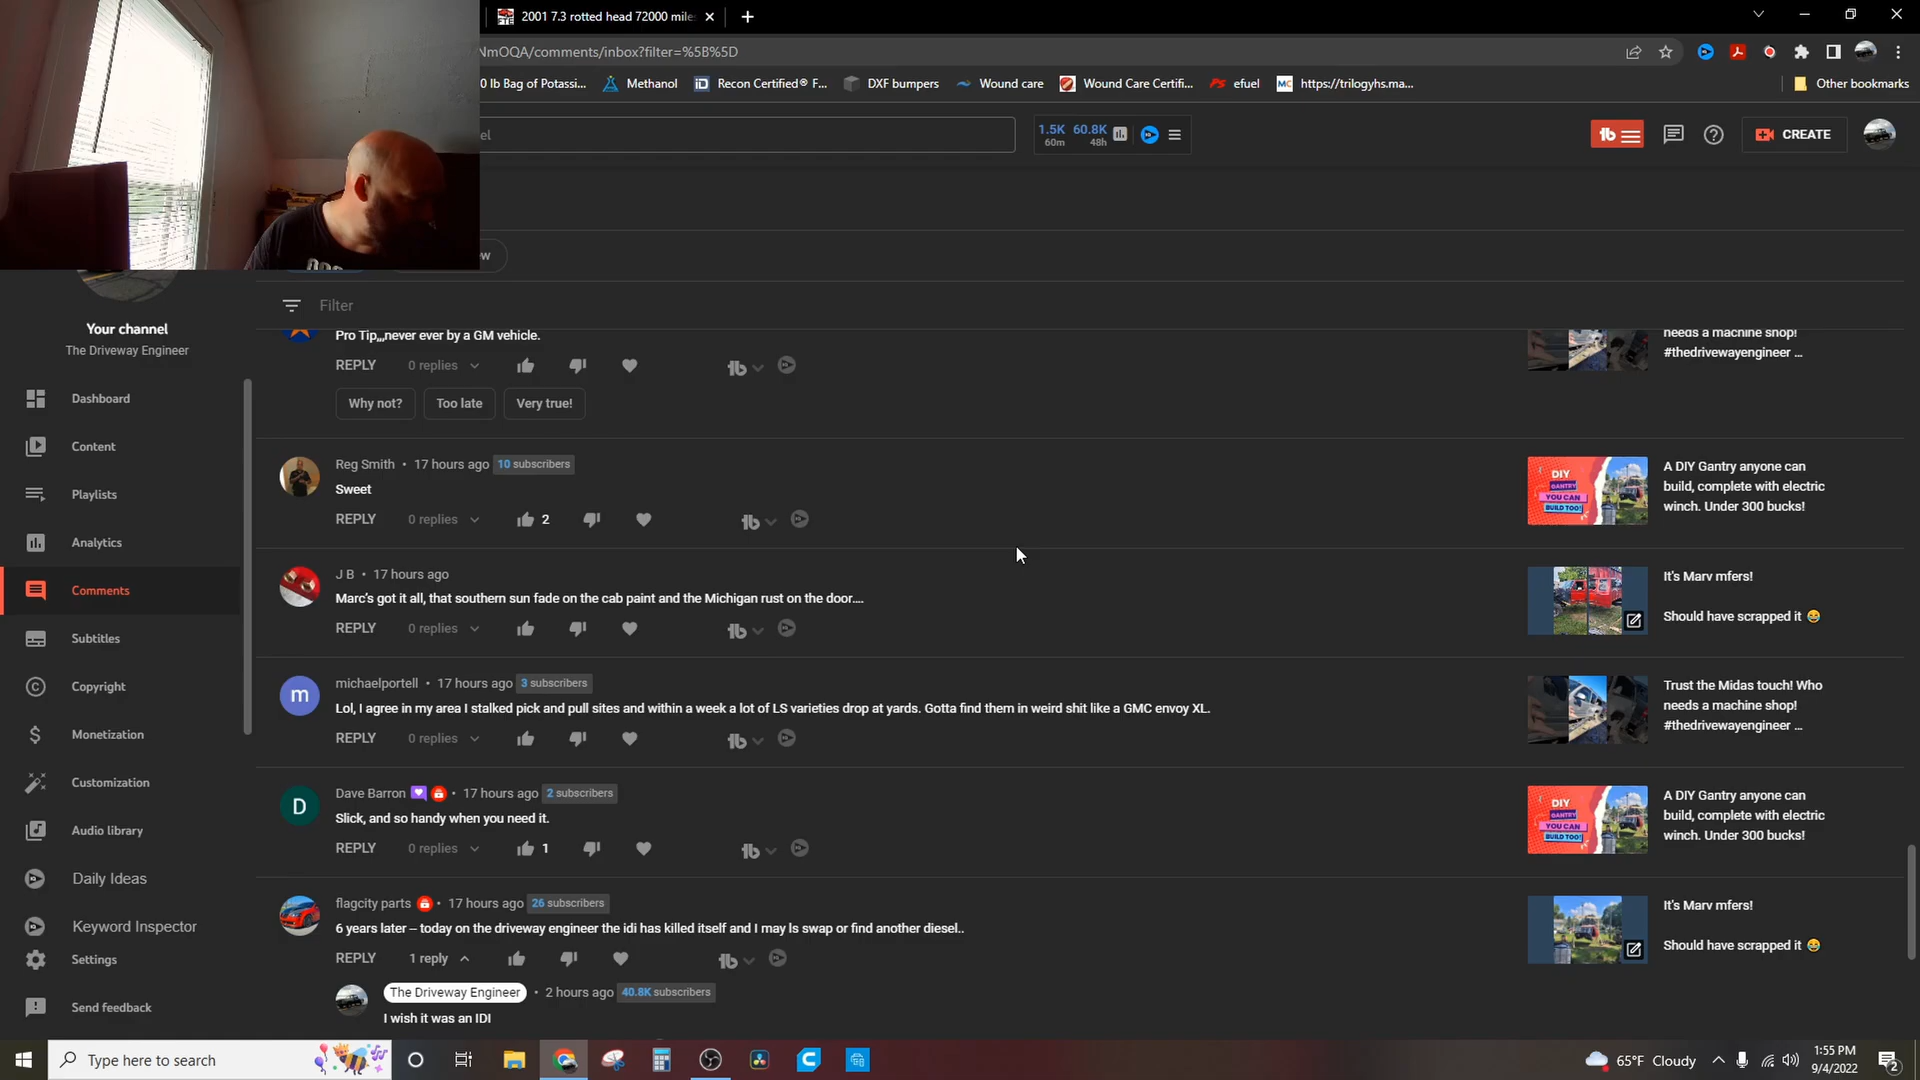 2001 7.3 rotted head 72000 mile
NmOQA/comments/inbox?filter=%5B%5D
0 lb Bag of Potassi...
Methanol
Recon Certified® F...
DXF bumpers
Wound care
Wound Care Certifi...
efuel
https://trilogyhs.ma...
Other bookmarks
el
1.5K 60.8K
60m 48h
CREATE
w
Filter
Your channel
The Driveway Engineer
Dashboard
Content
Playlists
Analytics
Comments
Subtitles
Copyright
Monetization
Customization
Audio library
Daily Ideas
Keyword Inspector
Settings
Send feedback
Pro Tip,,,never ever by a GM vehicle.
REPLY 0 replies
Why not? Too late Very true!
needs a machine shop!
#thedrivewayengineer ...
Reg Smith • 17 hours ago 10 subscribers
Sweet
REPLY 0 replies 2
DIY
GANTRY
YOU CAN
BUILD TOO!
A DIY Gantry anyone can
build, complete with electric
winch. Under 300 bucks!
J B • 17 hours ago
Marc's got it all, that southern sun fade on the cab paint and the Michigan rust on the door....
REPLY 0 replies
It's Marv mfers!
Should have scrapped it 😂
m
michaelportell • 17 hours ago 3 subscribers
Lol, I agree in my area I stalked pick and pull sites and within a week a lot of LS varieties drop at yards. Gotta find them in weird shit like a GMC envoy XL.
REPLY 0 replies
Trust the Midas touch! Who
needs a machine shop!
#thedrivewayengineer ...
D
Dave Barron • 17 hours ago 2 subscribers
Slick, and so handy when you need it.
REPLY 0 replies 1
DIY
GANTRY
YOU CAN
BUILD TOO!
A DIY Gantry anyone can
build, complete with electric
winch. Under 300 bucks!
flagcity parts • 17 hours ago 26 subscribers
6 years later – today on the driveway engineer the idi has killed itself and I may ls swap or find another diesel..
REPLY 1 reply
It's Marv mfers!
Should have scrapped it 😂
The Driveway Engineer • 2 hours ago 40.8K subscribers
I wish it was an IDI
Type here to search
65°F Cloudy
1:55 PM
9/4/2022
2